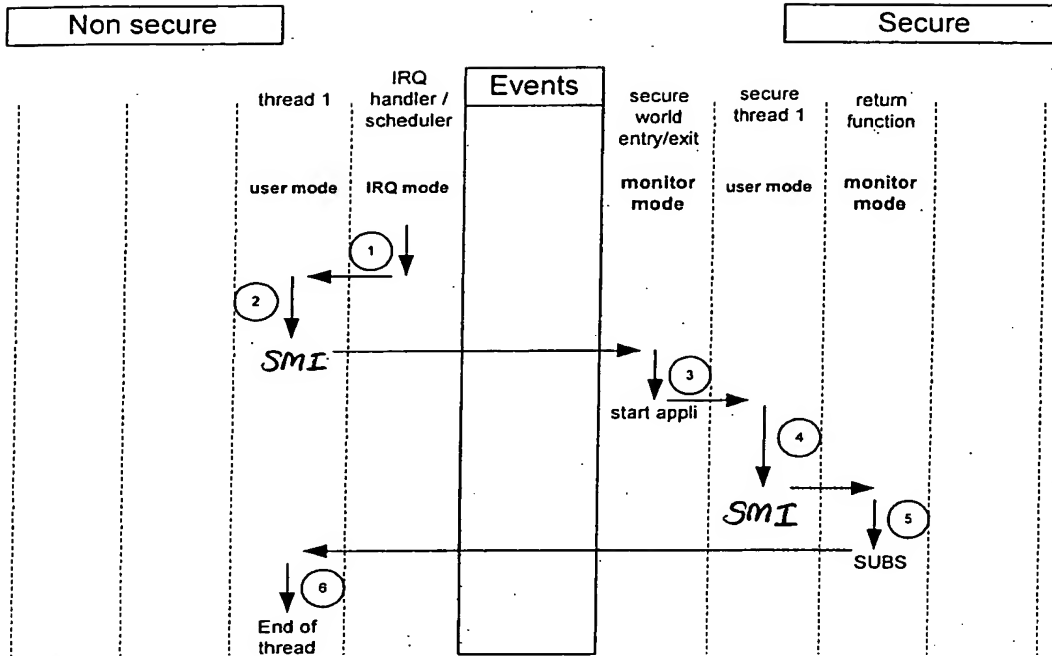 Non secure
Secure
Events
thread 1
IRQ
handler /
scheduler
secure
world
entry/exit
secure
thread 1
return
function
user mode
IRQ mode
monitor
mode
user mode
monitor
mode
1
2
SMI
3
start appli
4
SMI
5
SUBS
6
End of
thread